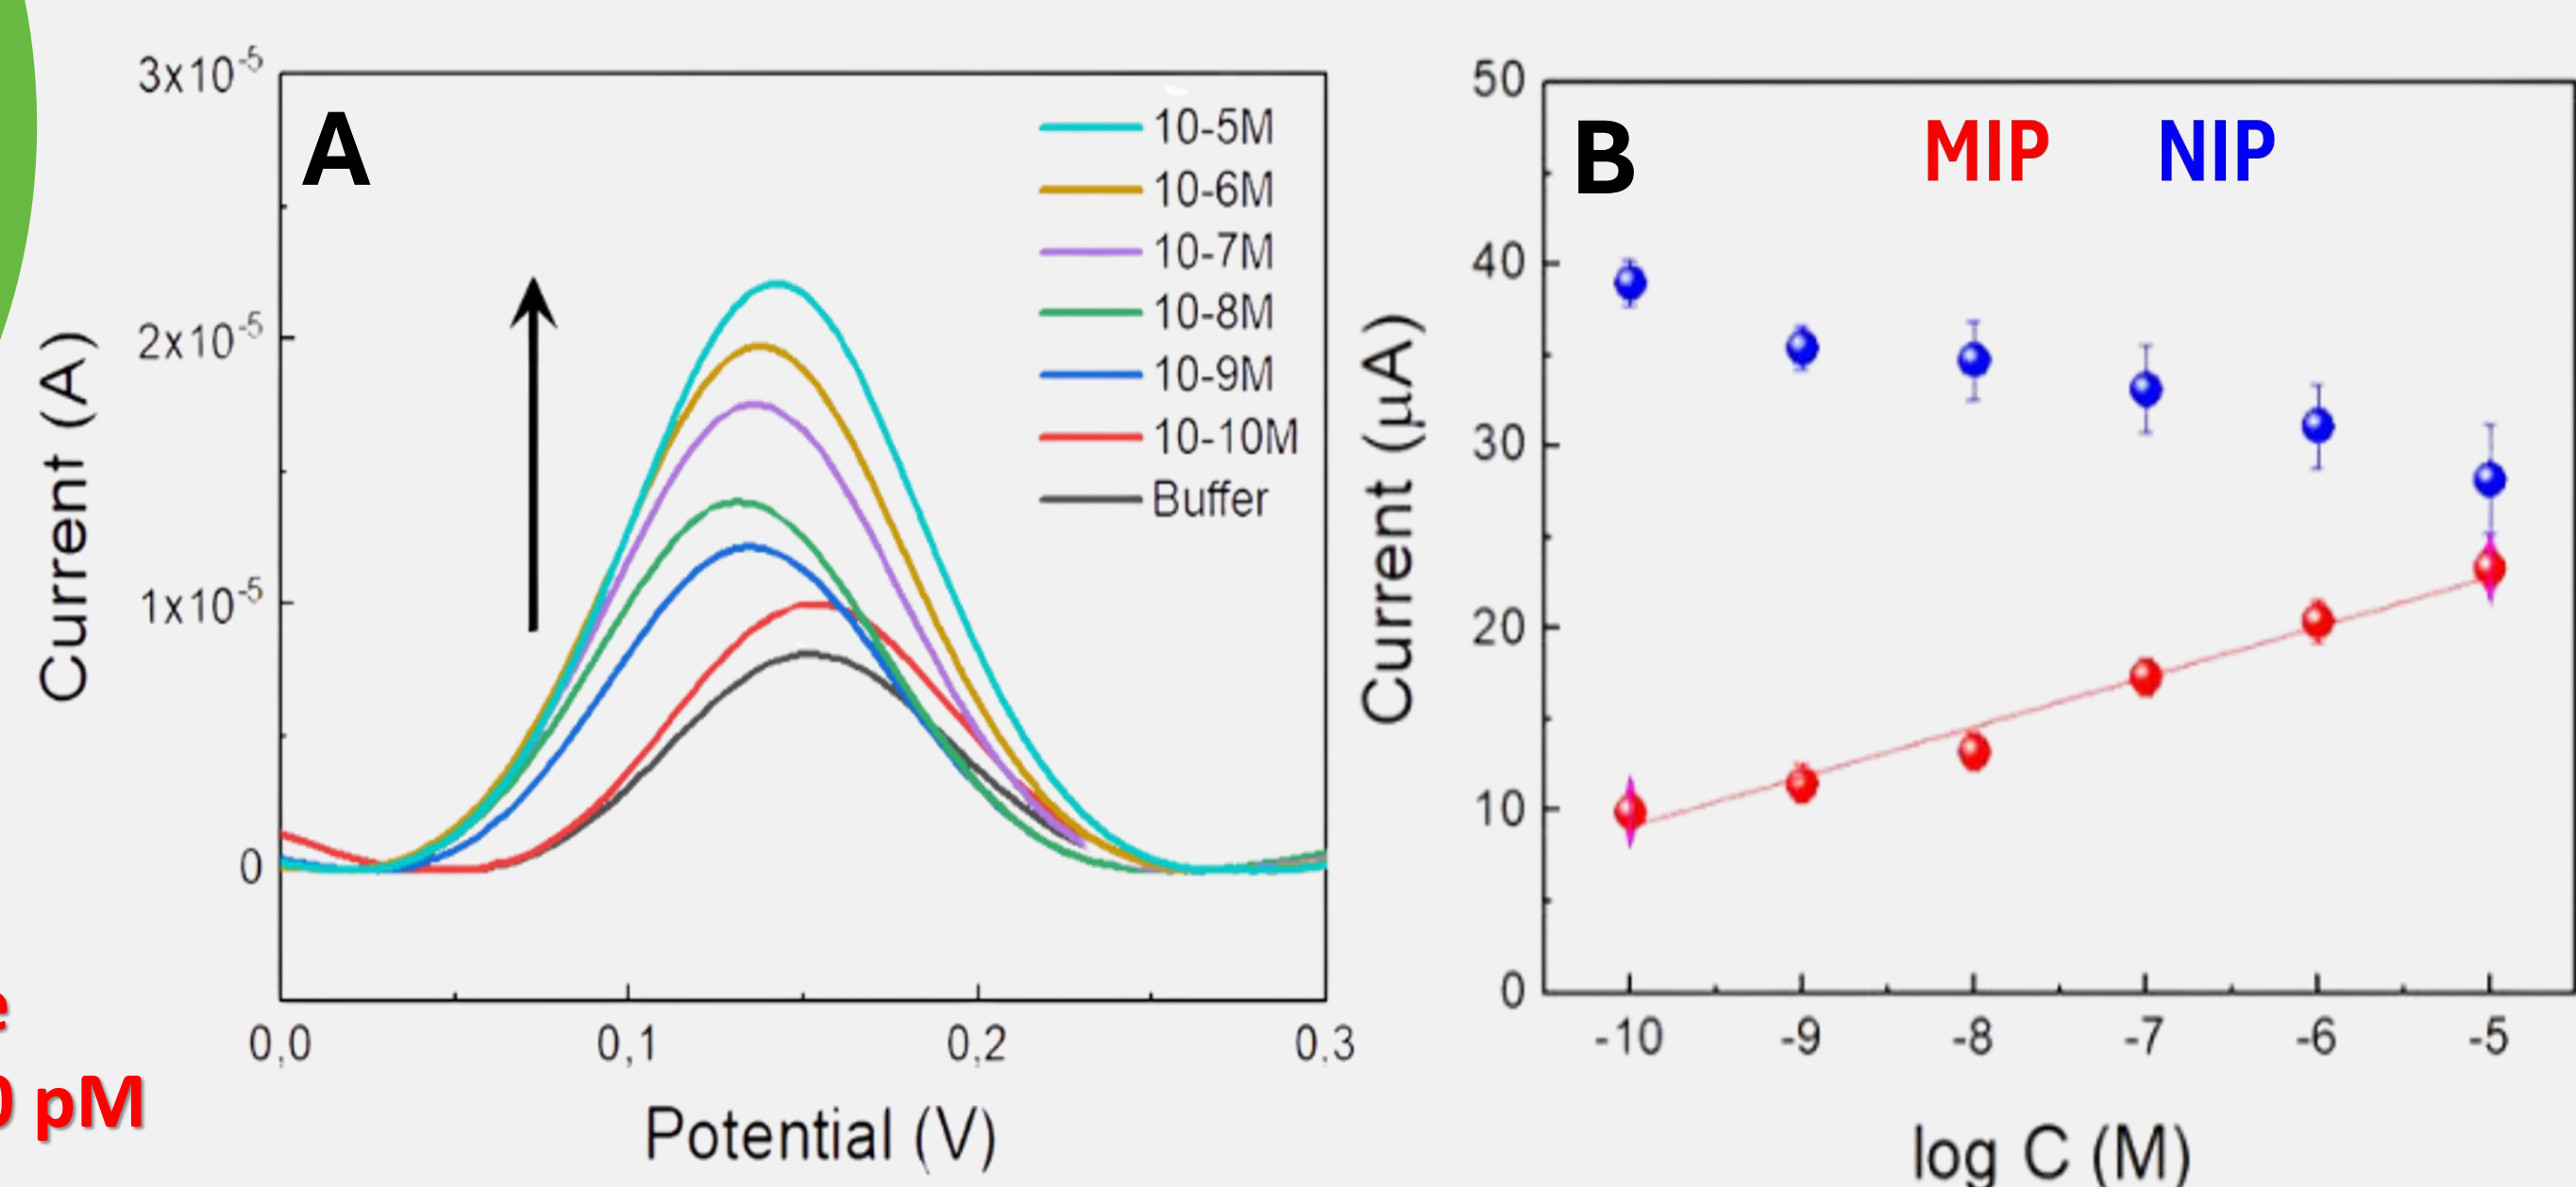 A
3x10-5
2x10-5
1x10-5
0
Current (A)
10-5M
10-6M
10-7M
10-8M
10-9M
10-10M
Buffer
0,0 0,1 0,2 0,3
Potential (V)
B
MIP NIP
50
40
30
20
10
0
Current (µA)
-10 -9 -8 -7 -6 -5
log C (M)
pM